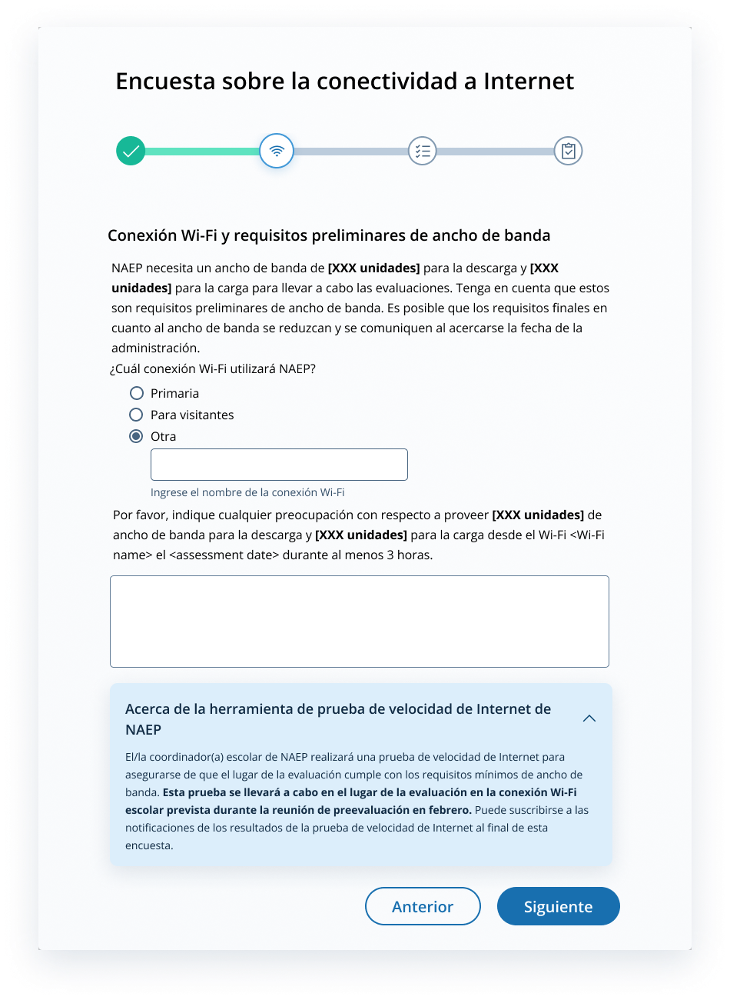 Encuesta sobre la conectividad a Internet
Conexión Wi-Fi y requisitos preliminares de ancho de banda
NAEP necesita un ancho de banda de [XXX unidades] para la descarga y [XXX
unidades] para la carga para llevar a cabo las evaluaciones. Tenga en cuenta que estos
son requisitos preliminares de ancho de banda. Es posible que los requisitos finales en
cuanto al ancho de banda se reduzcan y se comuniquen al acercarse la fecha de la
administración.
¿Cuál conexión Wi-Fi utilizará NAEP?
Primaria
Para visitantes
Otra
Ingrese el nombre de la conexión Wi-Fi
Por favor, indique cualquier preocupación con respecto a proveer [XXX unidades] de
ancho de banda para la descarga y [XXX unidades] para la carga desde el Wi-Fi <Wi-Fi
name> el <assessment date> durante al menos 3 horas.
Acerca de la herramienta de prueba de velocidad de Internet de
NAEP
El/la coordinador(a) escolar de NAEP realizará una prueba de velocidad de Internet para
asegurarse de que el lugar de la evaluación cumple con los requisitos mínimos de ancho de
banda. Esta prueba se llevará a cabo en el lugar de la evaluación en la conexión Wi-Fi
escolar prevista durante la reunión de preevaluación en febrero. Puede suscribirse a las
notificaciones de los resultados de la prueba de velocidad de Internet al final de esta
encuesta.
Anterior
Siguiente